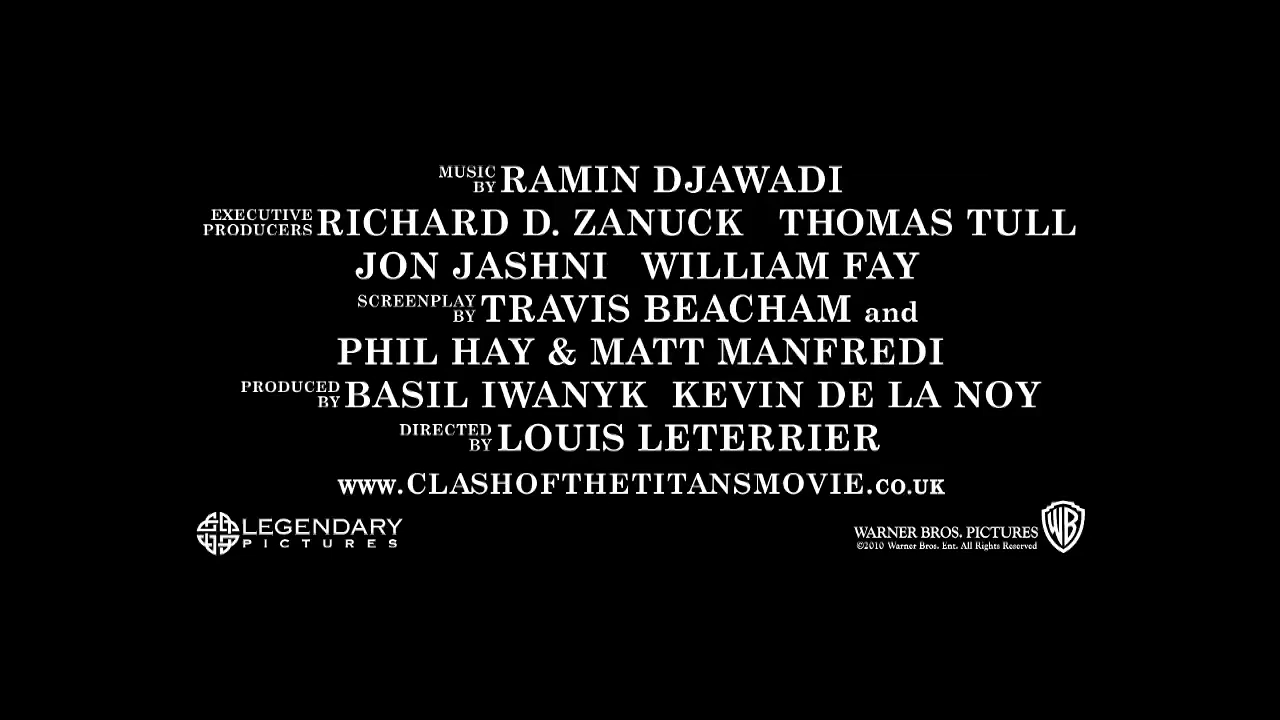 MUSIC BY RAMIN DJAWADI
EXECUTIVE PRODUCERS RICHARD D. ZANUCK THOMAS TULL
JON JASHNI WILLIAM FAY
SCREENPLAY BY TRAVIS BEACHAM and
PHIL HAY & MATT MANFREDI
PRODUCED BY BASIL IWANYK KEVIN DE LA NOY
DIRECTED BY LOUIS LETERRIER
www.CLASHOFTHETITANSMOVIE.CO.UK
LEGENDARY
PICTURES
WARNER BROS. PICTURES
©2010 Warner Bros. Ent. All Rights Reserved
WB